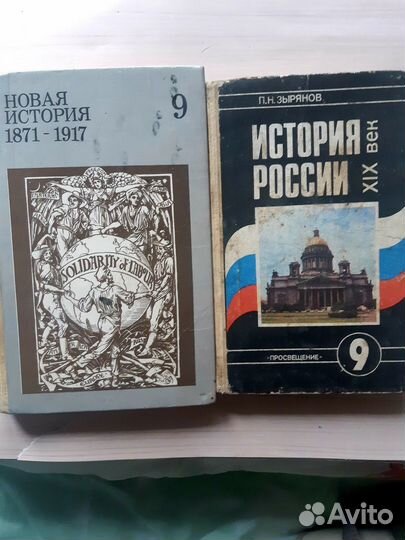 НОВАЯ
ИСТОРИЯ
1871-1917
9
SOLIDARITY OF LABOUR
П.Н.ЗЫРЯНОВ
ИСТОРИЯ
РОССИИ
XIX век
·ПРОСВЕЩЕНИЕ·
9
Avito